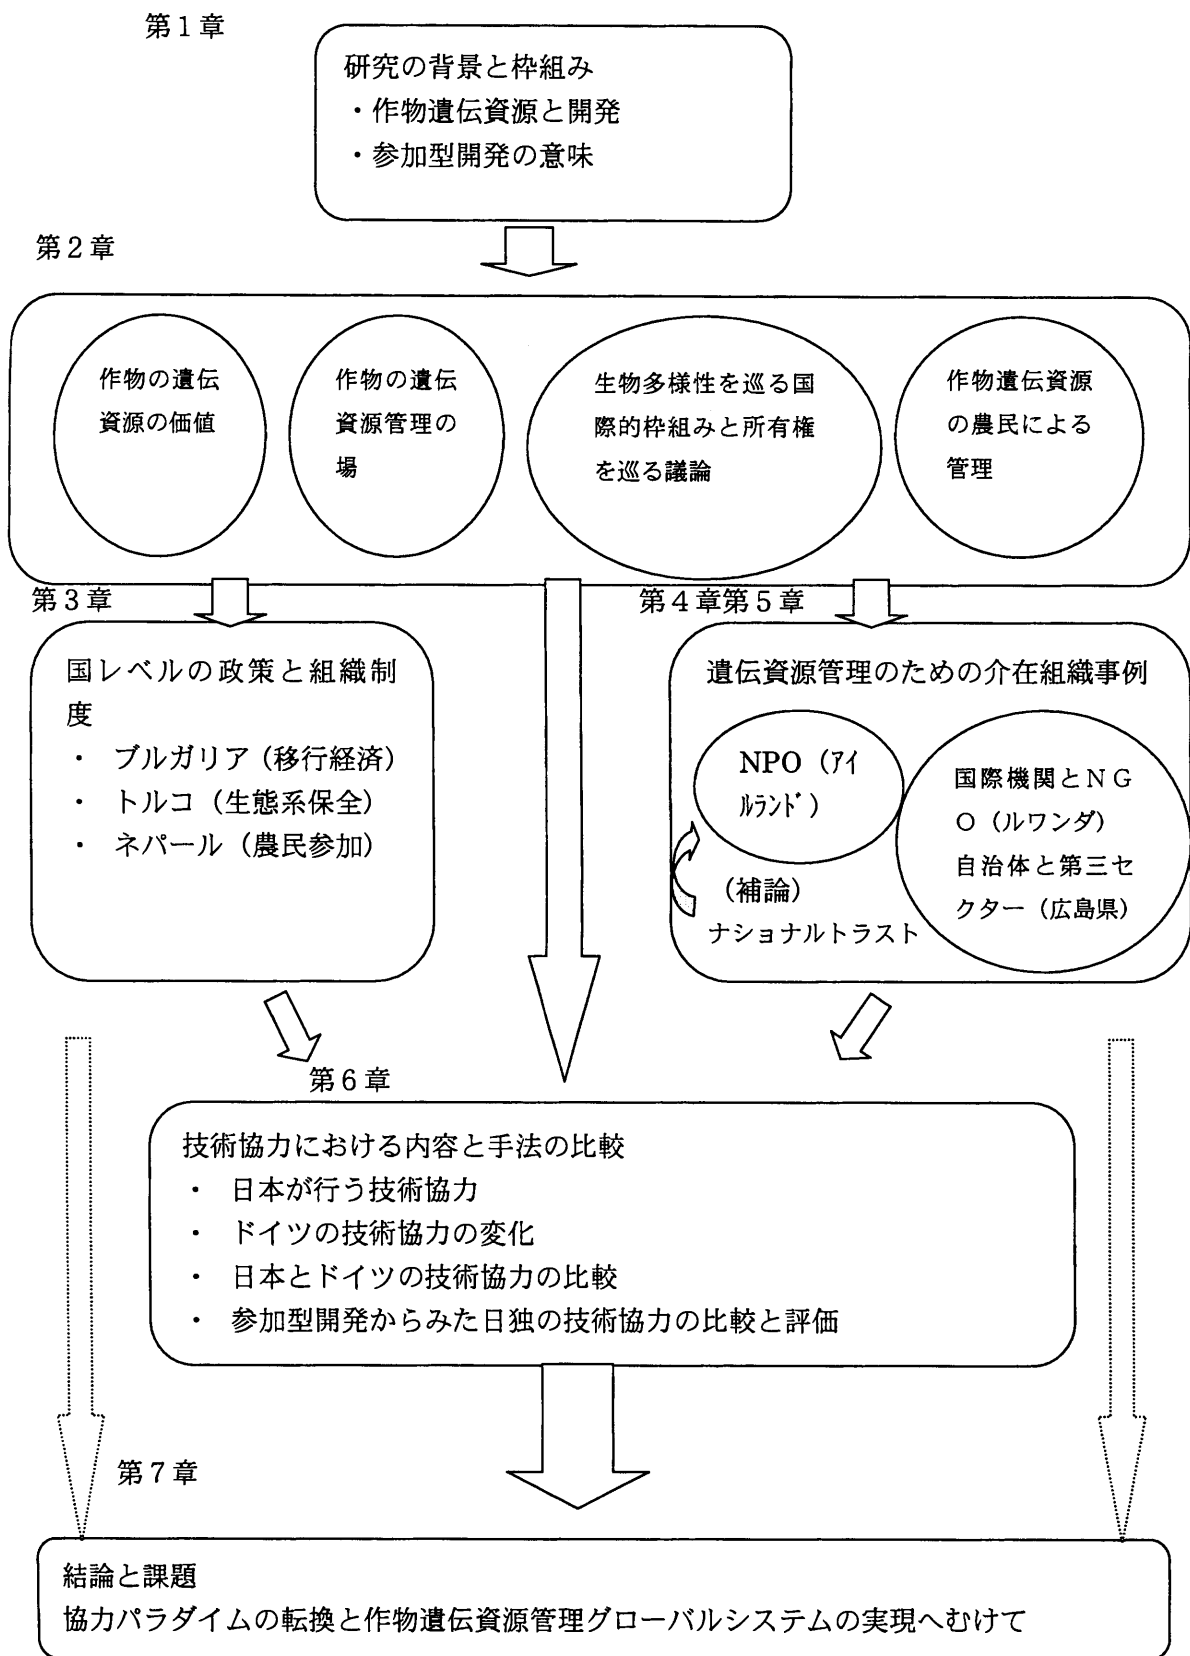 第1章
研究の背景と枠組み
・作物遺伝資源と開発
・参加型開発の意味
第2章
作物の遺伝
資源の価値
作物の遺伝
資源管理の
場
生物多様性を巡る国
際的枠組みと所有権
を巡る議論
作物遺伝資源
の農民による
管理
第3章
国レベルの政策と組織制
度
・ ブルガリア（移行経済）
・ トルコ（生態系保全）
・ ネパール（農民参加）
第4章第5章
遺伝資源管理のための介在組織事例
NPO（ｱｲ
ﾙﾗﾝﾄﾞ）
（補論）
ナショナルトラスト
国際機関とＮＧ
Ｏ（ルワンダ）
自治体と第三セ
クター（広島県）
第6章
技術協力における内容と手法の比較
・ 日本が行う技術協力
・ ドイツの技術協力の変化
・ 日本とドイツの技術協力の比較
・ 参加型開発からみた日独の技術協力の比較と評価
第7章
結論と課題
協力パラダイムの転換と作物遺伝資源管理グローバルシステムの実現へむけて